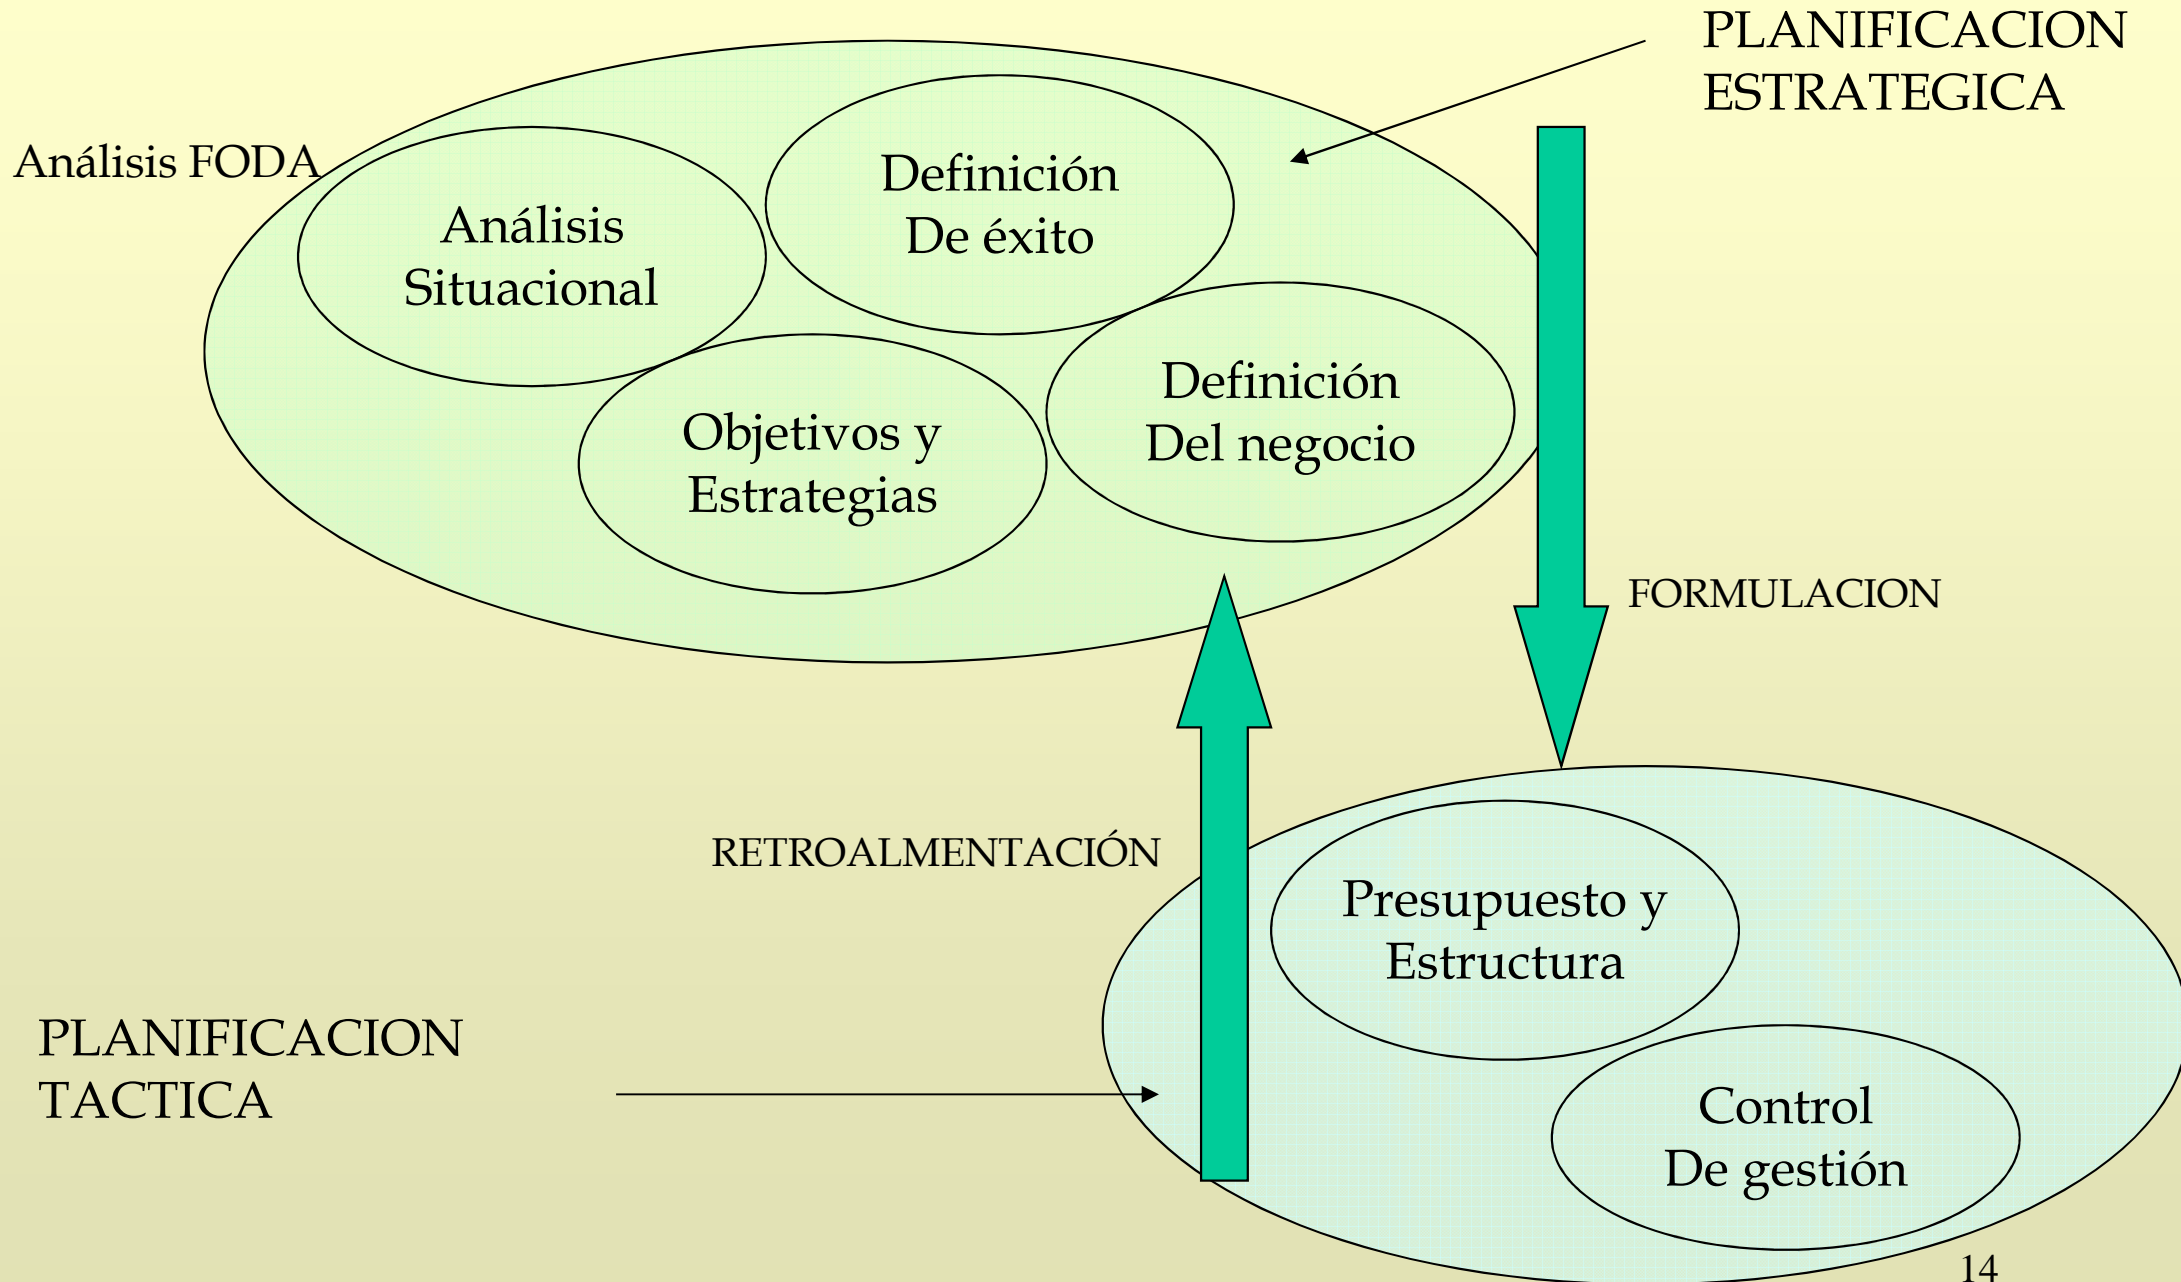 PLANIFICACION
ESTRATEGICA
Análisis FODA
Definición
De éxito
Análisis
Situacional
Definición
Del negocio
Objetivos y
Estrategias
FORMULACION
RETROALMENTACIÓN
Presupuesto y
Estructura
PLANIFICACION
TACTICA
Control
De gestión
14